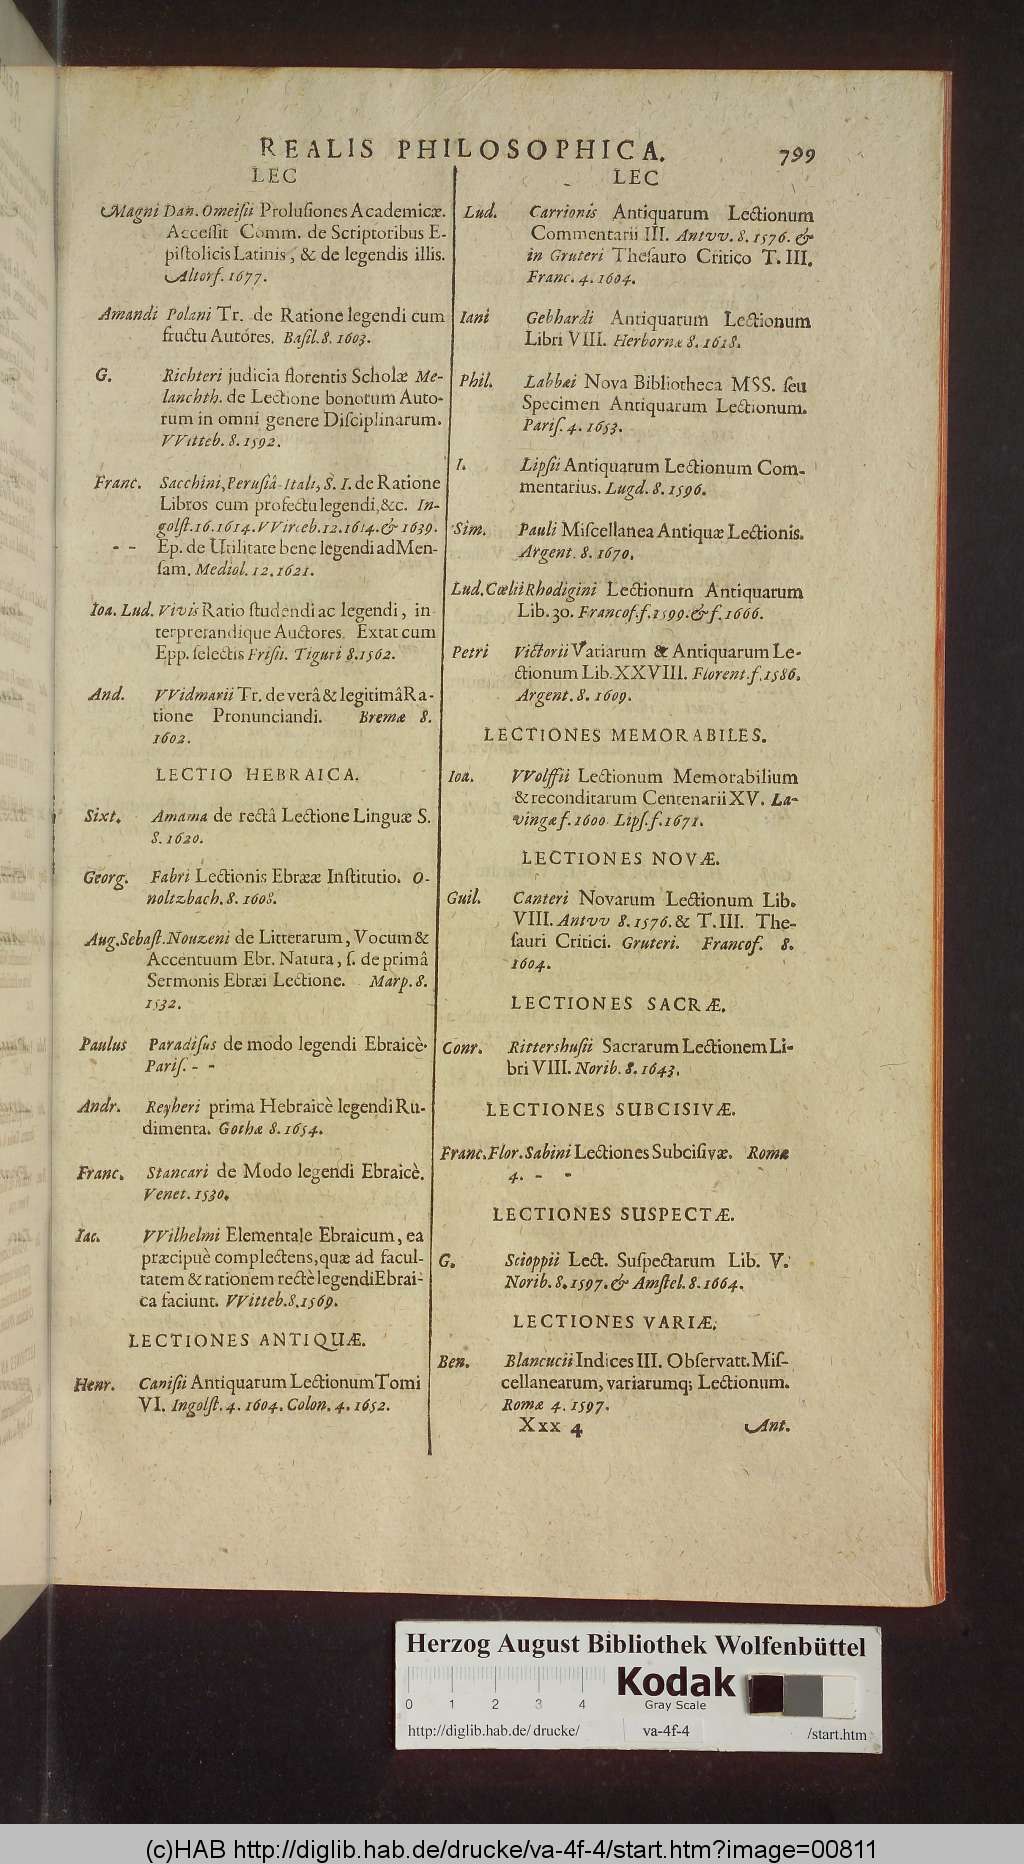 REALIS PHILOSOPHICA. 799
LEC
Magni Dan. Omeisii Prolusiones Academicæ.
Accessit Comm. de Scriptoribus E-
pistolicis Latinis, & de legendis illis.
Altorf. 1677.
Amandi Polani Tr. de Ratione legendi cum
fructu Autóres. Basil. 8. 1603.
G. Richteri judicia florentis Scholæ Me-
lanchth. de Lectione bonorum Auto-
rum in omni genere Disciplinarum.
VVitteb. 8. 1592.
Franc. Sacchini, Perusiâ-Itali, S. I. de Ratione
Libros cum profectu legendi, &c. In-
golst. 16. 1614. VVirceb. 12. 1614. & 1639.
- - Ep. de Utilitate bene legendi ad Men-
sam. Mediol. 12. 1621.
Ioa. Lud. Vivis Ratio studendi ac legendi, in-
terpretandique Auctores. Extat cum
Epp. selectis Frisii. Tiguri 8. 1562.
And. VVidmarii Tr. de verâ & legitimâ Ra-
tione Pronunciandi. Bremæ 8.
1602.
LECTIO HEBRAICA.
Sixt. Amama de rectâ Lectione Linguæ S.
8. 1620.
Georg. Fabri Lectionis Ebrææ Institutio. O-
noltzbach. 8. 1608.
Aug. Sebast. Nouzeni de Litterarum, Vocum &
Accentuum Ebr. Natura, s. de primâ
Sermonis Ebræi Lectione. Marp. 8.
1532.
Paulus Paradisus de modo legendi Ebraicè.
Paris. - -
Andr. Reyheri prima Hebraicè legendi Ru-
dimenta. Gothæ 8. 1654.
Franc. Stancari de Modo legendi Ebraicè.
Venet. 1530.
Iac. VVilhelmi Elementale Ebraicum, ea
præcipuè complectens, quæ ad facul-
tatem & rationem rectè legendi Ebrai-
ca faciunt. VVitteb. 8. 1569.
LECTIONES ANTIQUÆ.
Henr. Canisii Antiquarum Lectionum Tomi
VI. Ingolst. 4. 1604. Colon. 4. 1652.
LEC
Lud. Carrionis Antiquarum Lectionum
Commentarii III. Antvv. 8. 1576. &
in Gruteri Thesauro Critico T. III.
Franc. 4. 1604.
Iani Gebhardi Antiquarum Lectionum
Libri VIII. Herbornæ 8. 1618.
Phil. Labbæi Nova Bibliotheca MSS. seu
Specimen Antiquarum Lectionum.
Paris. 4. 1653.
I. Lipsii Antiquarum Lectionum Com-
mentarius. Lugd. 8. 1596.
Sim. Pauli Miscellanea Antiquæ Lectionis.
Argent. 8. 1670.
Lud. Cœlii Rhodigini Lectionum Antiquarum
Lib. 30. Francof. f. 1599. & f. 1666.
Petri Victorii Variarum & Antiquarum Le-
ctionum Lib. XXVIII. Florent. f. 1586.
Argent. 8. 1609.
LECTIONES MEMORABILES.
Ioa. VVolffii Lectionum Memorabilium
& reconditarum Centenarii XV. La-
vingæ f. 1600. Lips. f. 1671.
LECTIONES NOVÆ.
Guil. Canteri Novarum Lectionum Lib.
VIII. Antvv 8. 1576. & T. III. The-
sauri Critici. Gruteri. Francof. 8.
1604.
LECTIONES SACRÆ.
Conr. Rittershusii Sacrarum Lectionem Li-
bri VIII. Norib. 8. 1643.
LECTIONES SUBCISIVÆ.
Franc. Flor. Sabini Lectiones Subcisivæ. Romæ
4. - -
LECTIONES SUSPECTÆ.
G. Scioppii Lect. Suspectarum Lib. V.
Norib. 8. 1597. & Amstel. 8. 1664.
LECTIONES VARIÆ.
Ben. Blancucii Indices III. Observatt. Mis-
cellanearum, variarumq; Lectionum.
Romæ 4. 1597.
Xxx 4 Ant.
Herzog August Bibliothek Wolfenbüttel
0 1 2 3 4
Kodak
Gray Scale
http://diglib.hab.de/ drucke/ va-4f-4 /start.htm
(c)HAB http://diglib.hab.de/drucke/va-4f-4/start.htm?image=00811